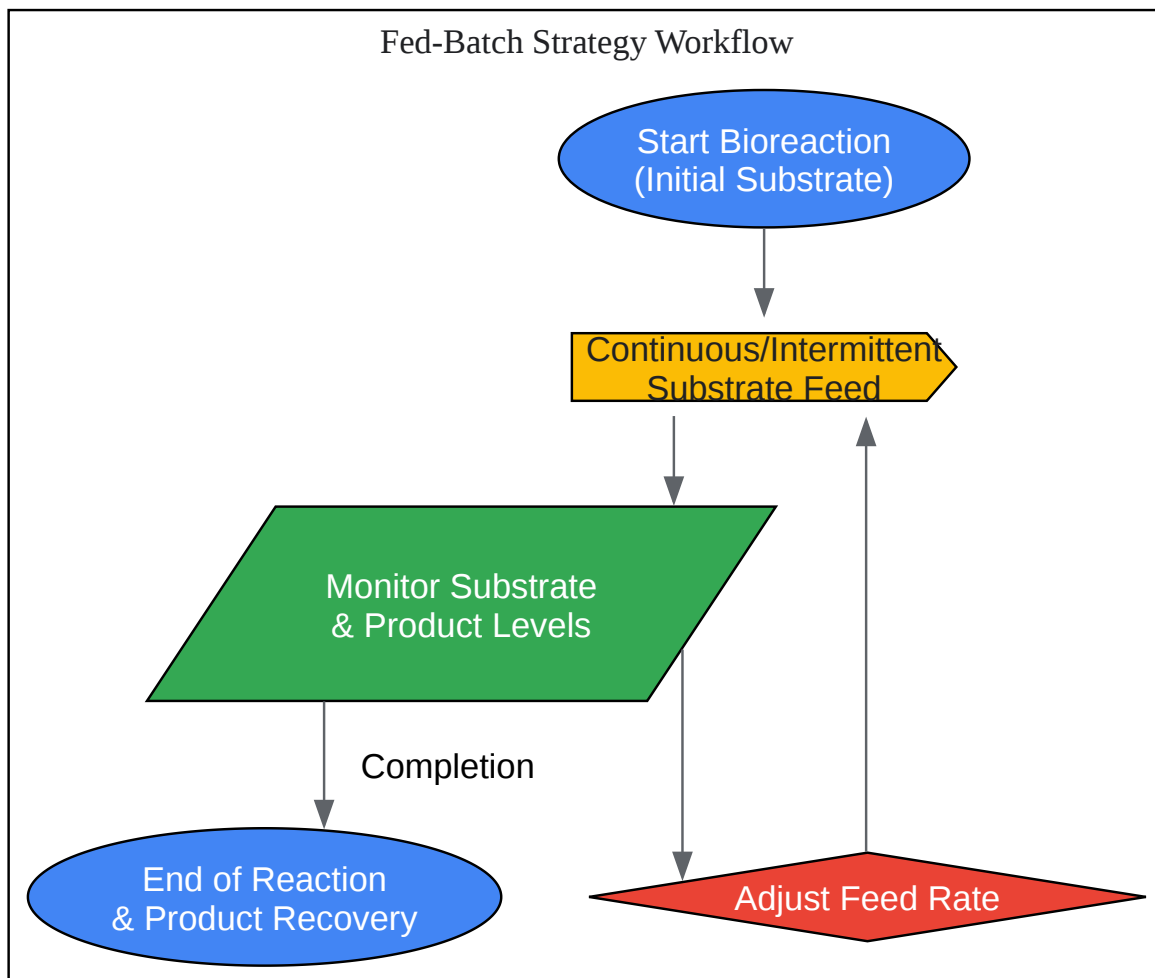 Fed-Batch Strategy Workflow
Start Bioreaction
(Initial Substrate)
Continuous/Intermittent
Substrate Feed
Monitor Substrate
& Product Levels
Completion
End of Reaction
& Product Recovery
Adjust Feed Rate